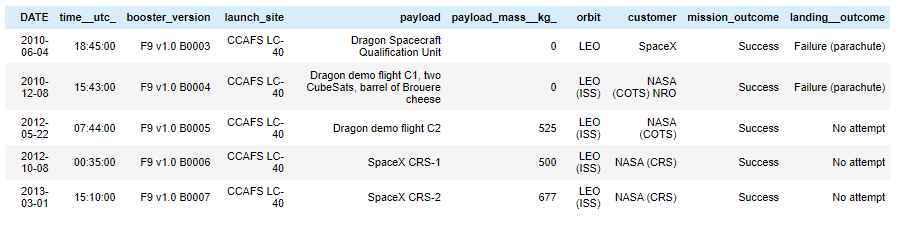 DATE time__utc_ booster_version launch_site payload payload_mass__kg_ orbit customer mission_outcome landing__outcome
2010-
06-04 18:45:00 F9 v1.0 B0003 CCAFS LC-
40 Dragon Spacecraft
Qualification Unit 0 LEO SpaceX Success Failure (parachute)
2010-
12-08 15:43:00 F9 v1.0 B0004 CCAFS LC-
40 Dragon demo flight C1, two
CubeSats, barrel of Brouere
cheese 0 LEO
(ISS) NASA
(COTS) NRO Success Failure (parachute)
2012-
05-22 07:44:00 F9 v1.0 B0005 CCAFS LC-
40 Dragon demo flight C2 525 LEO
(ISS) NASA
(COTS) Success No attempt
2012-
10-08 00:35:00 F9 v1.0 B0006 CCAFS LC-
40 SpaceX CRS-1 500 LEO
(ISS) NASA (CRS) Success No attempt
2013-
03-01 15:10:00 F9 v1.0 B0007 CCAFS LC-
40 SpaceX CRS-2 677 LEO
(ISS) NASA (CRS) Success No attempt